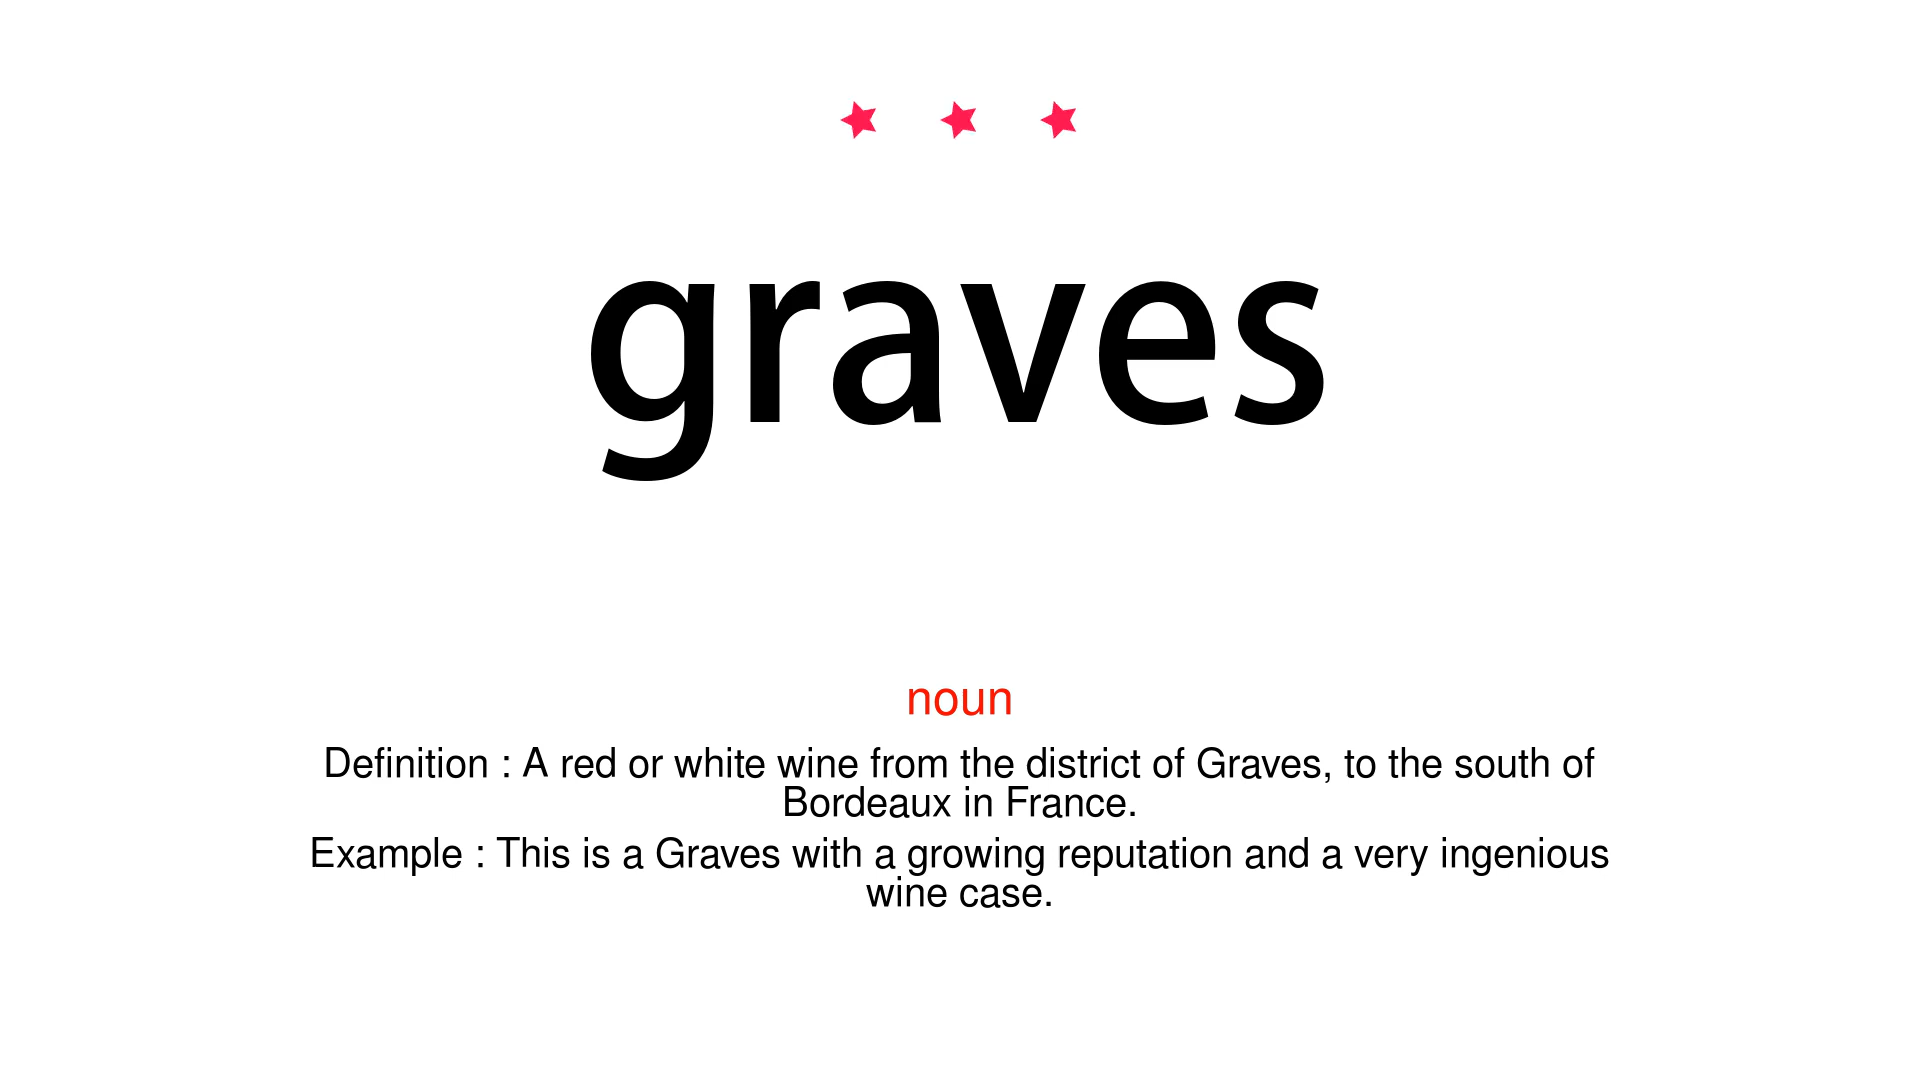 graves
noun
Definition : A red or white wine from the district of Graves, to the south of
Bordeaux in France.
Example : This is a Graves with a growing reputation and a very ingenious
wine case.